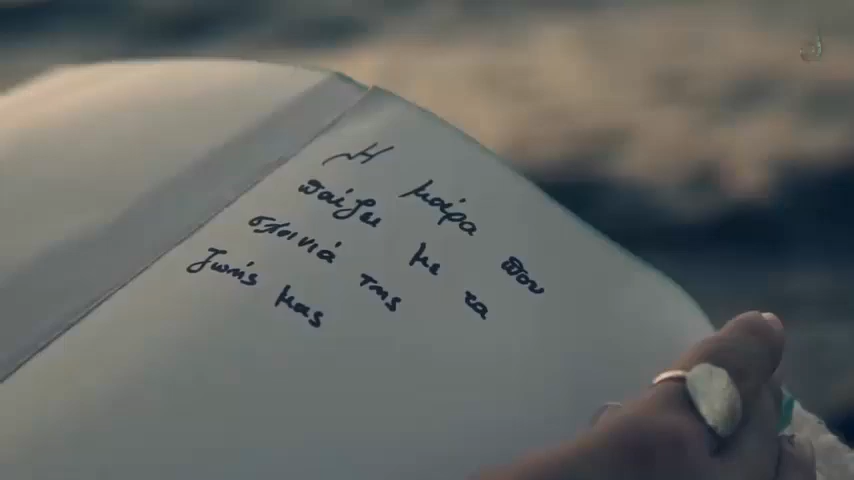 Η μοίρα που
παίζει με τα
σχοινιά της
ζωής μας